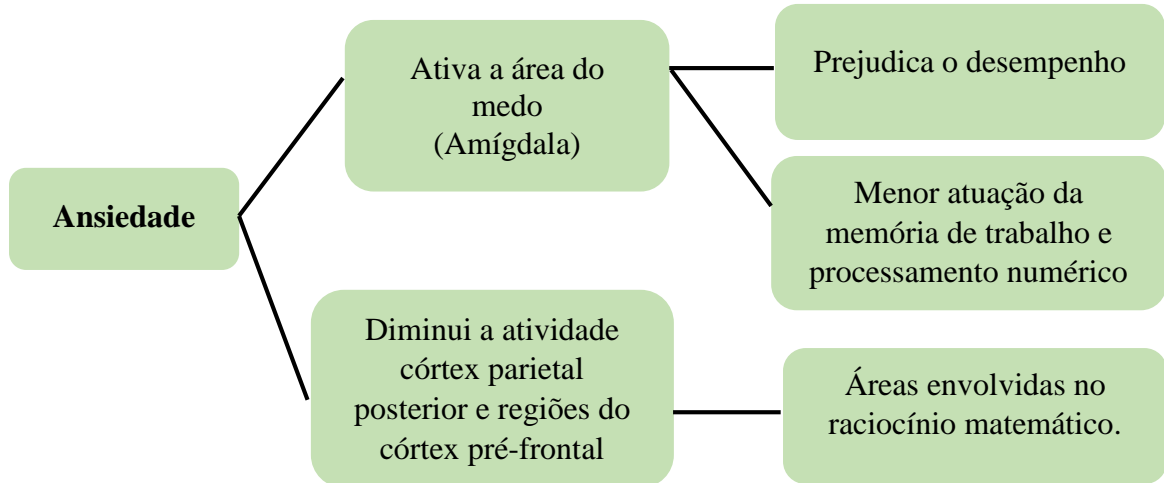 Ansiedade
Ativa a área do
medo
(Amígdala)
Prejudica o desempenho
Menor atuação da
memória de trabalho e
processamento numérico
Diminui a atividade
córtex parietal
posterior e regiões do
córtex pré-frontal
Áreas envolvidas no
raciocínio matemático.